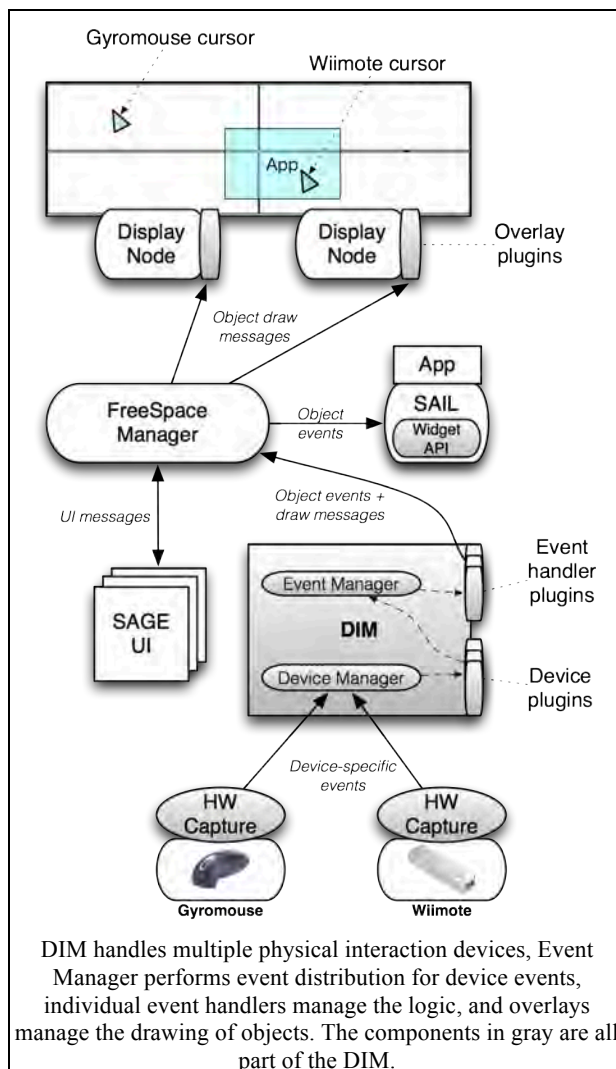 Gyromouse cursor
Wiimote cursor
App
Display
Node
Display
Node
Overlay
plugins
Object draw
messages
FreeSpace
Manager
Object
events
App
SAIL
Widget
API
UI messages
Object events +
draw messages
SAGE
UI
Event Manager
DIM
Device Manager
Event
handler
plugins
Device
plugins
Device-specific
events
HW
Capture
HW
Capture
Gyromouse
Wiimote
DIM handles multiple physical interaction devices, Event
Manager performs event distribution for device events,
individual event handlers manage the logic, and overlays
manage the drawing of objects. The components in gray are all
part of the DIM.